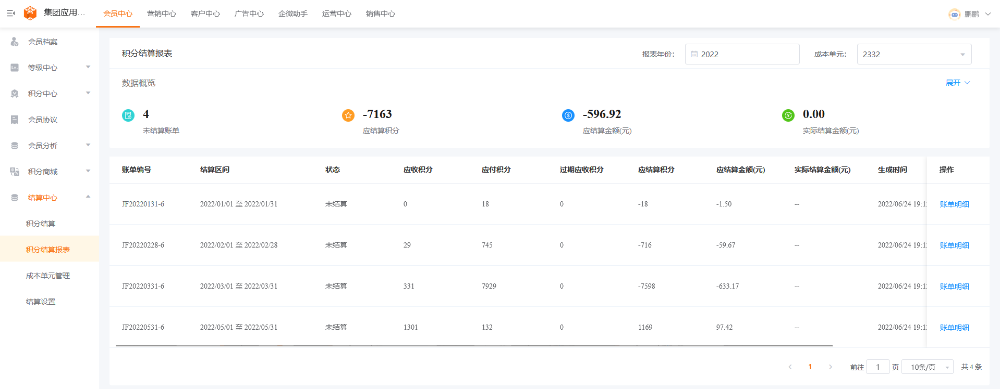 集团应用... 会员中心 营销中心 客户中心 广告中心 企微助手 运营中心 销售中心 鹏鹏
会员档案
等级中心
积分中心
会员协议
会员分析
积分商城
结算中心
积分结算
积分结算报表
成本单元管理
结算设置
积分结算报表 报表年份: 2022 成本单元: 2332
数据概览 展开
4 -7163 -596.92 0.00
未结算账单 应结算积分 应结算金额(元) 实际结算金额(元)
账单编号 结算区间 状态 应收积分 应付积分 过期应收积分 应结算积分 应结算金额(元) 实际结算金额(元) 生成时间 操作
JF20220131-6 2022/01/01 至 2022/01/31 未结算 0 18 0 -18 -1.50 -- 2022/06/24 19:1 账单明细
JF20220228-6 2022/02/01 至 2022/02/28 未结算 29 745 0 -716 -59.67 -- 2022/06/24 19:1 账单明细
JF20220331-6 2022/03/01 至 2022/03/31 未结算 331 7929 0 -7598 -633.17 -- 2022/06/24 19:1 账单明细
JF20220531-6 2022/05/01 至 2022/05/31 未结算 1301 132 0 1169 97.42 -- 2022/06/24 19:1 账单明细
1 前往 1 页 10条/页 共 4 条